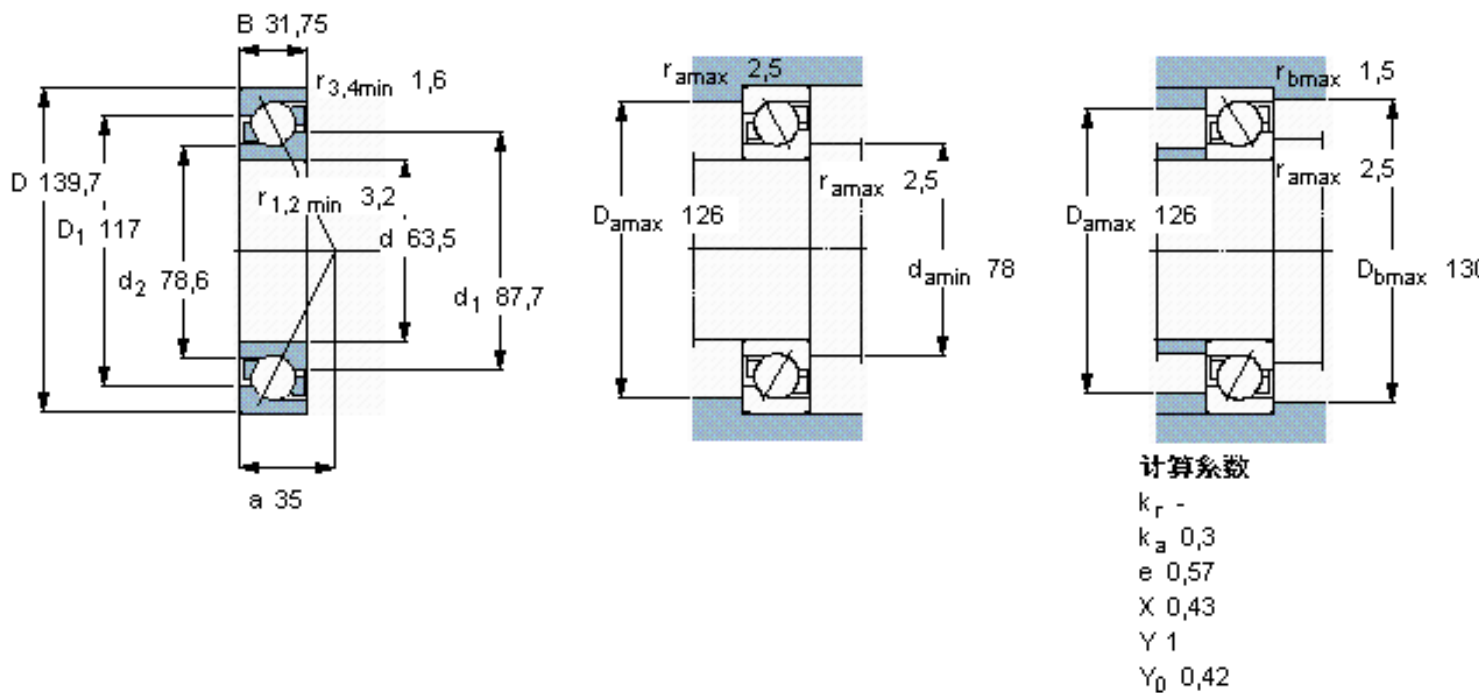 B 31,75
r3,4min 1,6
D 139,7
D1 117
d2 78,6
r1,2 min 3,2
d 63,5
d1 87,7
a 35
ramax 2,5
Damax 126
ramax 2,5
damin 78
rbmax 1,5
ramax 2,5
Damax 126
Dbmax 130
计算系数
kr -
ka 0,3
e 0,57
X 0,43
Y 1
Y0 0,42